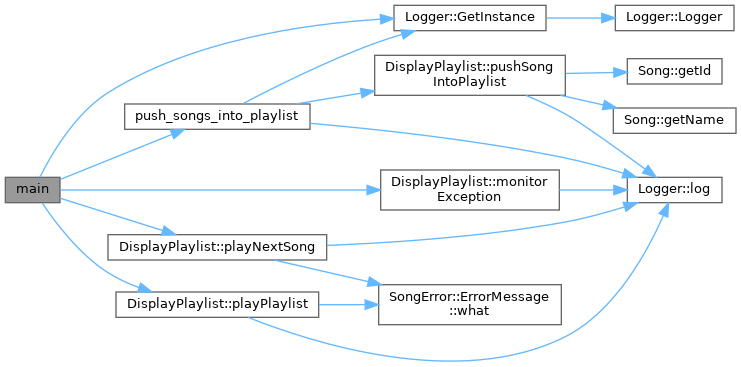 Logger::GetInstance
Logger::Logger
DisplayPlaylist::pushSong
IntoPlaylist
Song::getId
Song::getName
push_songs_into_playlist
main
DisplayPlaylist::monitor
Exception
Logger::log
DisplayPlaylist::playNextSong
DisplayPlaylist::playPlaylist
SongError::ErrorMessage
::what